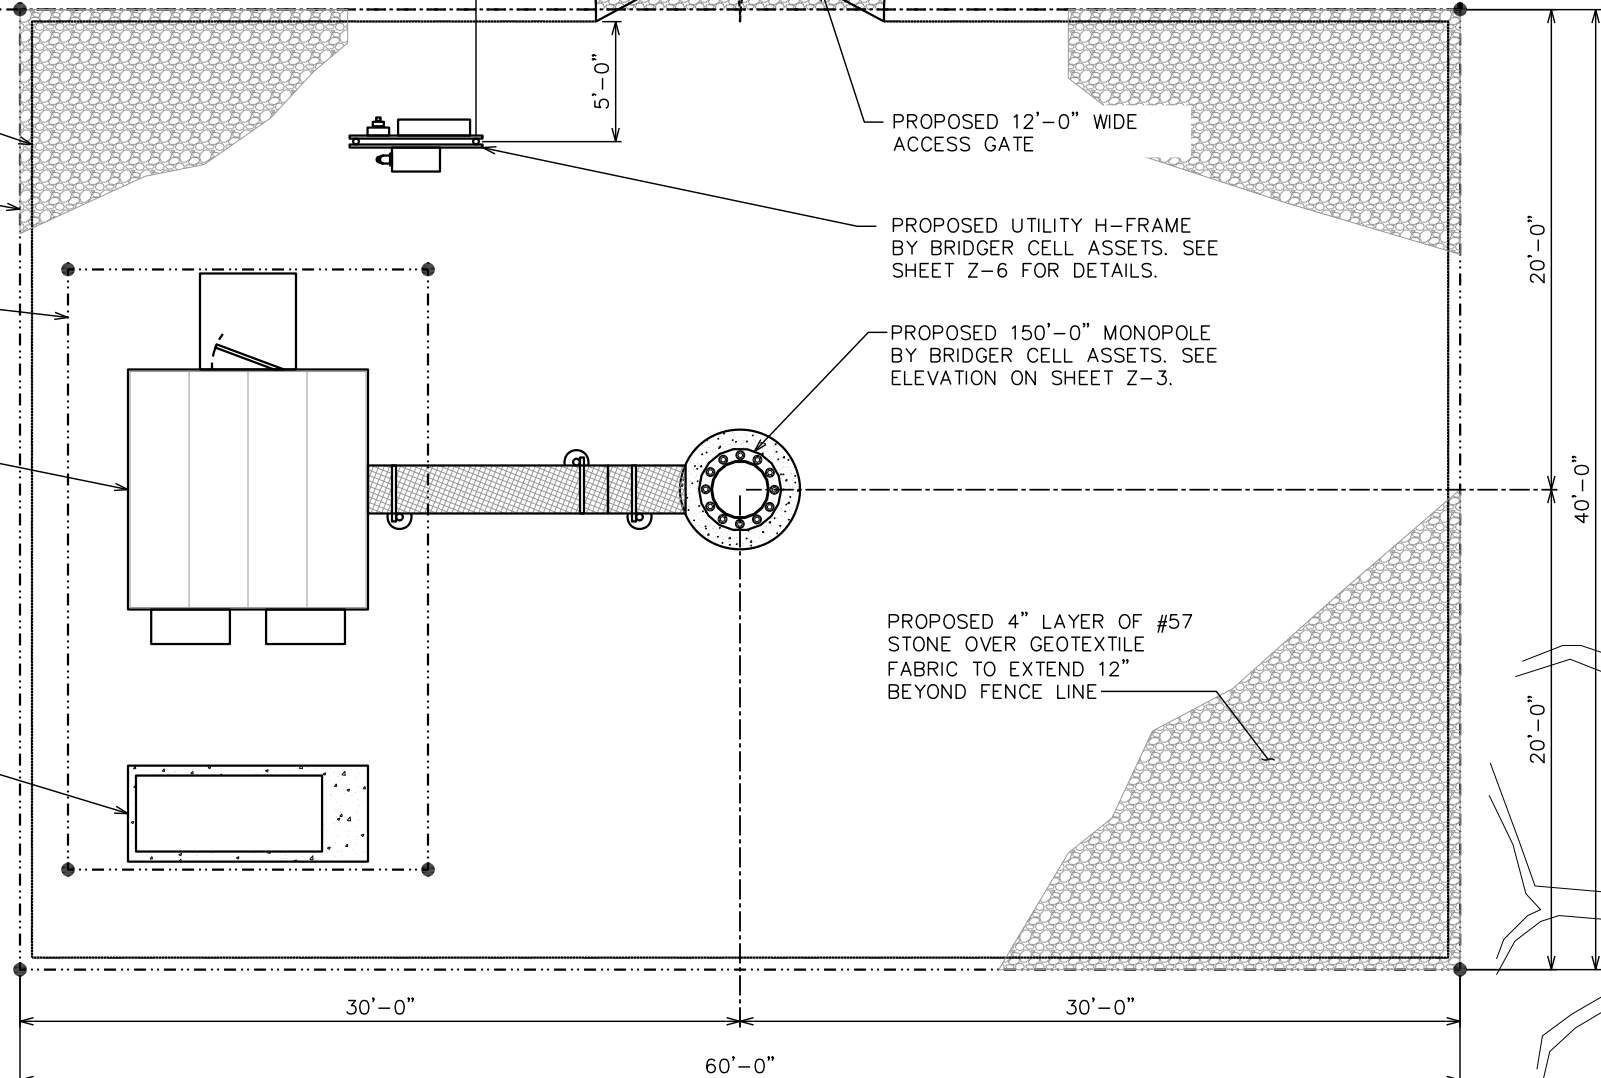 5'-0"
PROPOSED 12'-0" WIDE
ACCESS GATE
PROPOSED UTILITY H-FRAME
BY BRIDGER CELL ASSETS. SEE
SHEET Z-6 FOR DETAILS.
20'-0"
PROPOSED 150'-0" MONOPOLE
BY BRIDGER CELL ASSETS. SEE
ELEVATION ON SHEET Z-3.
40'-0"
PROPOSED 4" LAYER OF #57
STONE OVER GEOTEXTILE
FABRIC TO EXTEND 12"
BEYOND FENCE LINE
20'-0"
30'-0"
30'-0"
60'-0"